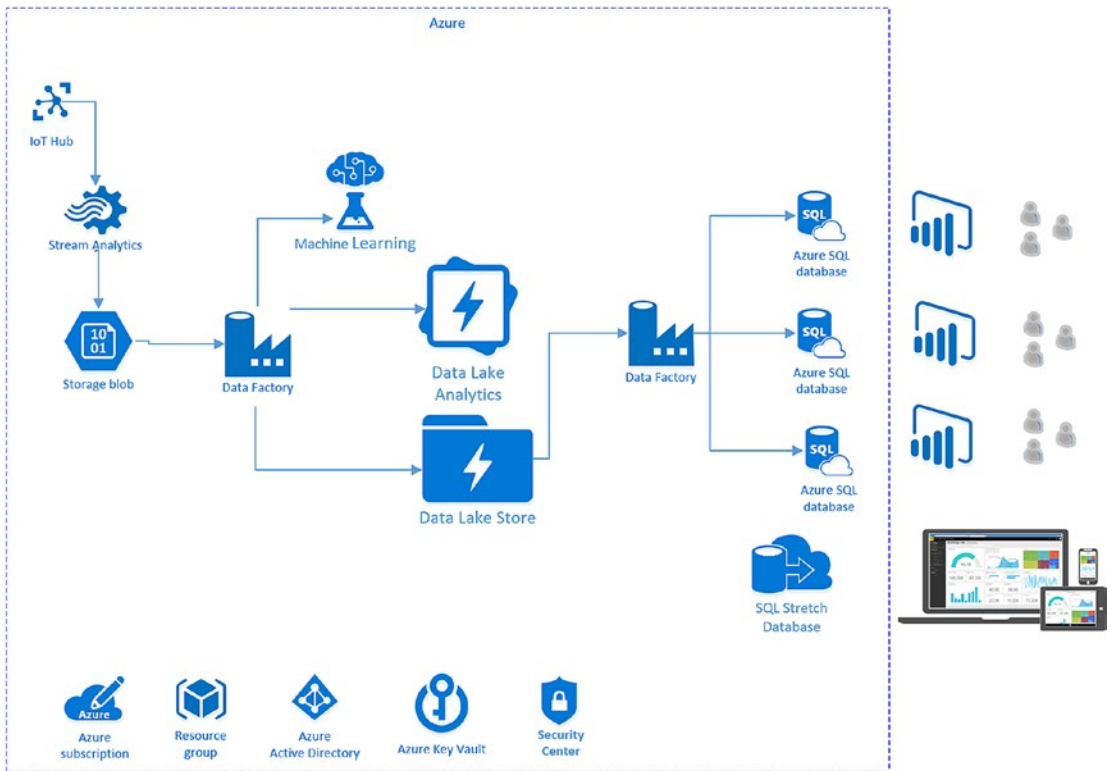 Azure
IoT Hub
Stream Analytics
10
01
Storage blob
Data Factory
Machine Learning
Data Lake
Analytics
Data Lake Store
Data Factory
SQL
Azure SQL
database
SQL
Azure SQL
database
SQL
Azure SQL
database
SQL Stretch
Database
Azure
Azure
subscription
Resource
group
Azure
Active Directory
Azure Key Vault
Security
Center